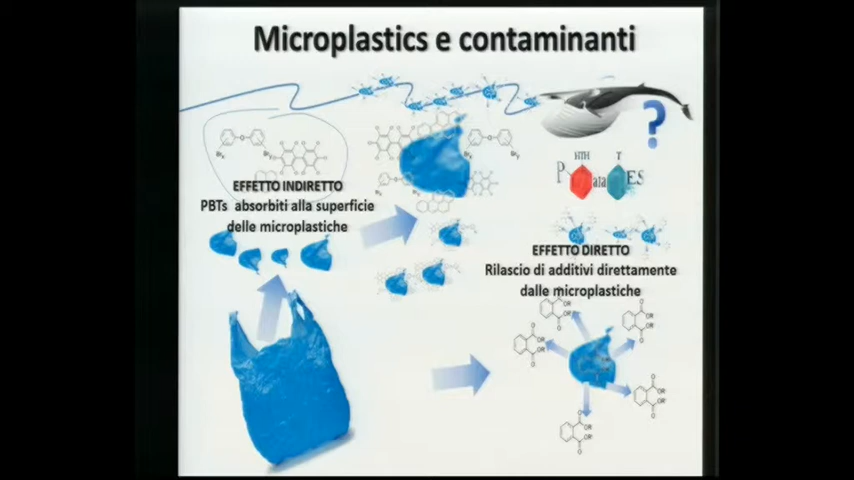 Microplastics e contaminanti
?
EFFETTO INDIRETTO
PBTs absorbiti alla superficie
delle microplastiche
EFFETTO DIRETTO
Rilascio di additivi direttamente
dalle microplastiche